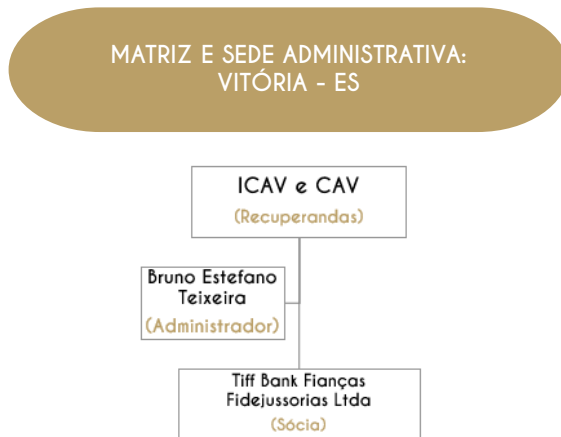 MATRIZ E SEDE ADMINISTRATIVA:
VITÓRIA - ES
ICAV e CAV
(Recuperandas)
Bruno Estefano
Teixeira
(Administrador)
Tiff Bank Fianças
Fidejussorias Ltda
(Sócia)